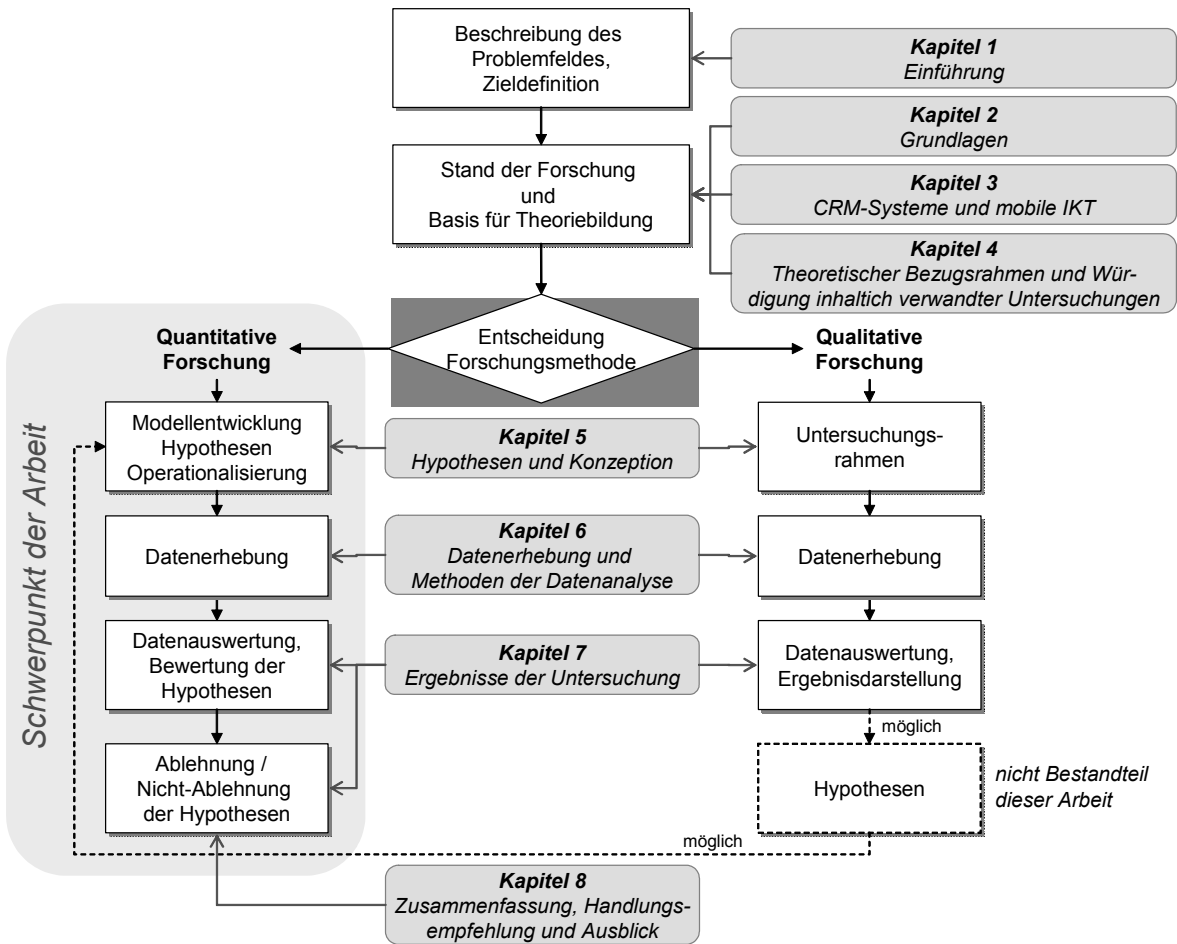 Beschreibung des
Problemfeldes,
Zieldefinition
Kapitel 1
Einführung
Kapitel 2
Grundlagen
Stand der Forschung
und
Basis für Theoriebildung
Kapitel 3
CRM-Systeme und mobile IKT
Kapitel 4
Theoretischer Bezugsrahmen und Wür-
digung inhaltich verwandter Untersuchungen
Entscheidung
Forschungsmethode
Quantitative
Forschung
Qualitative
Forschung
Schwerpunkt der Arbeit
Modellentwicklung
Hypothesen
Operationalisierung
Kapitel 5
Hypothesen und Konzeption
Untersuchungs-
rahmen
Datenerhebung
Kapitel 6
Datenerhebung und
Methoden der Datenanalyse
Datenerhebung
Datenauswertung,
Bewertung der
Hypothesen
Kapitel 7
Ergebnisse der Untersuchung
Datenauswertung,
Ergebnisdarstellung
möglich
Ablehnung /
Nicht-Ablehnung
der Hypothesen
Hypothesen
nicht Bestandteil
dieser Arbeit
möglich
Kapitel 8
Zusammenfassung, Handlungs-
empfehlung und Ausblick